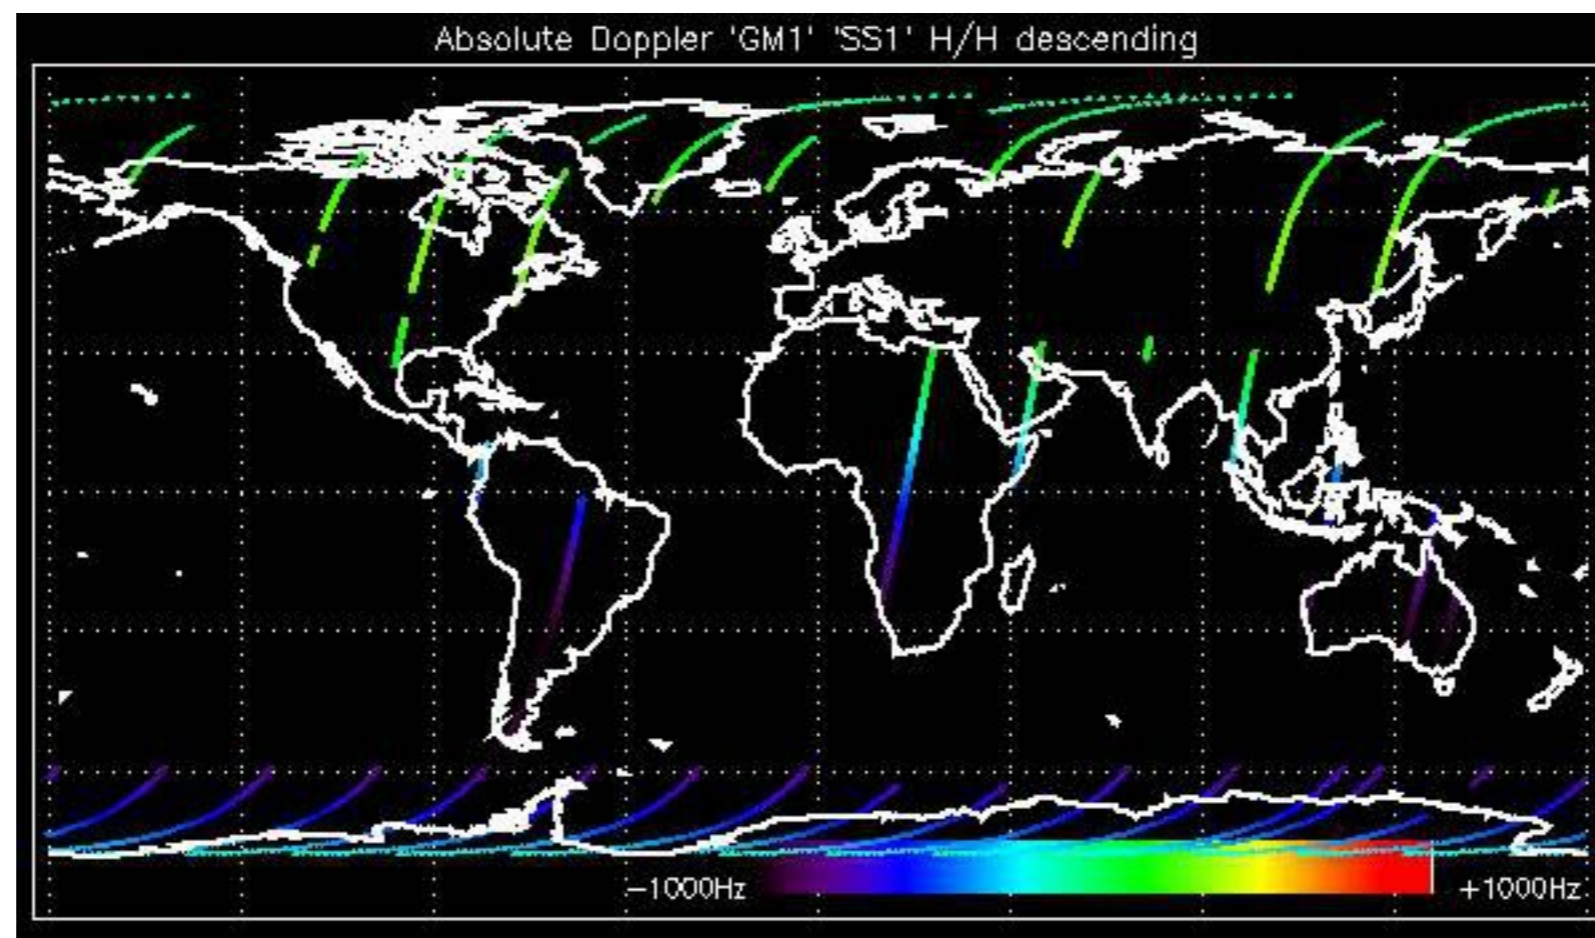 Absolute Doppler 'GM1' 'SS1' H/H descending
−1000Hz
+1000Hz